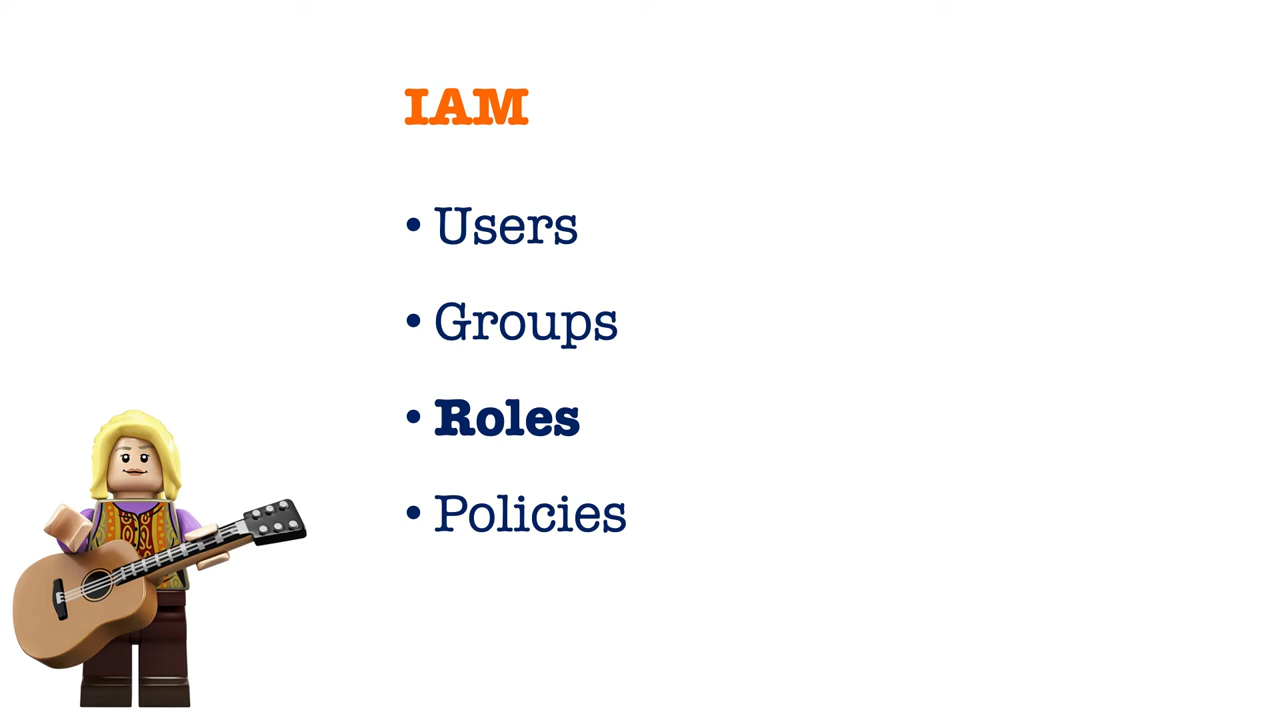 IAM
• Users
• Groups
• Roles
• Policies